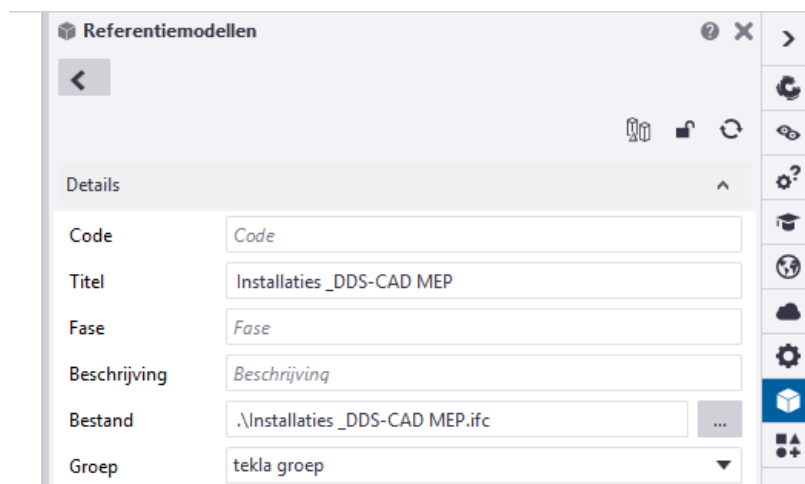 Referentiemodellen
Details
Code Code
Titel Installaties _DDS-CAD MEP
Fase Fase
Beschrijving Beschrijving
Bestand .\Installaties _DDS-CAD MEP.ifc ...
Groep tekla groep